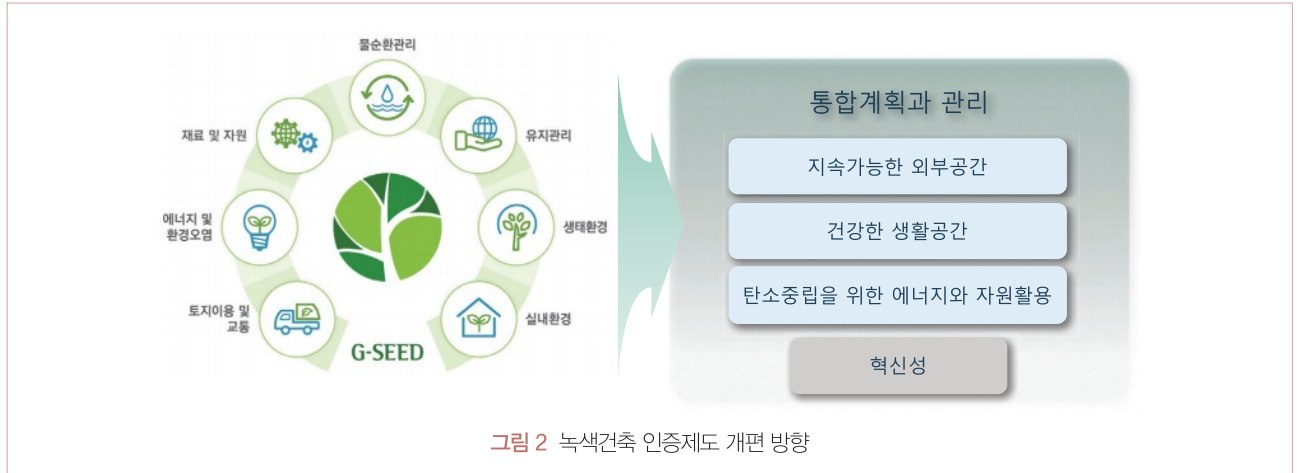 물순환관리
재료 및 자원
유지관리
에너지 및
환경오염
생태환경
토지이용 및
교통
실내환경
G-SEED
통합계획과 관리
지속가능한 외부공간
건강한 생활공간
탄소중립을 위한 에너지와 자원활용
혁신성
그림 2 녹색건축 인증제도 개편 방향